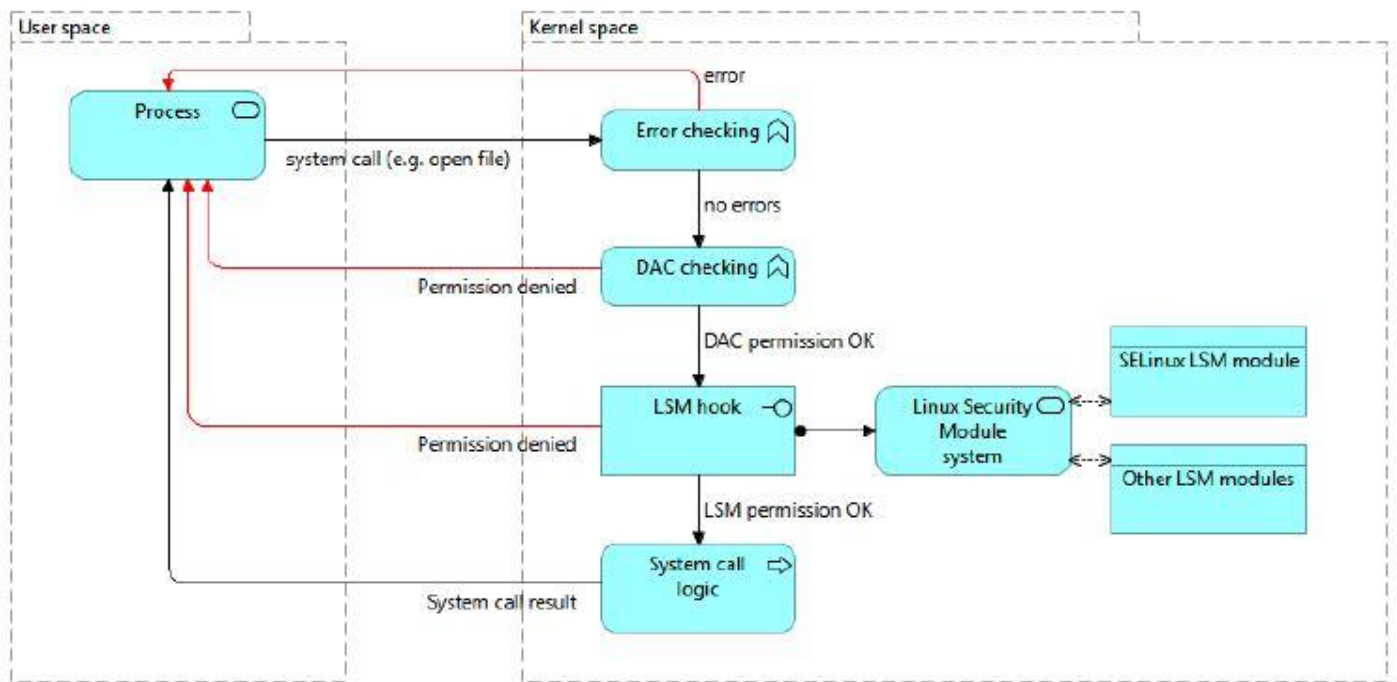 User space
Kernel space
error
Process
Error checking
system call (e.g. open file)
no errors
DAC checking
Permission denied
DAC permission OK
SELinux LSM module
LSM hook
Linux Security
Module
system
Permission denied
Other LSM modules
LSM permission OK
System call
logic
System call result